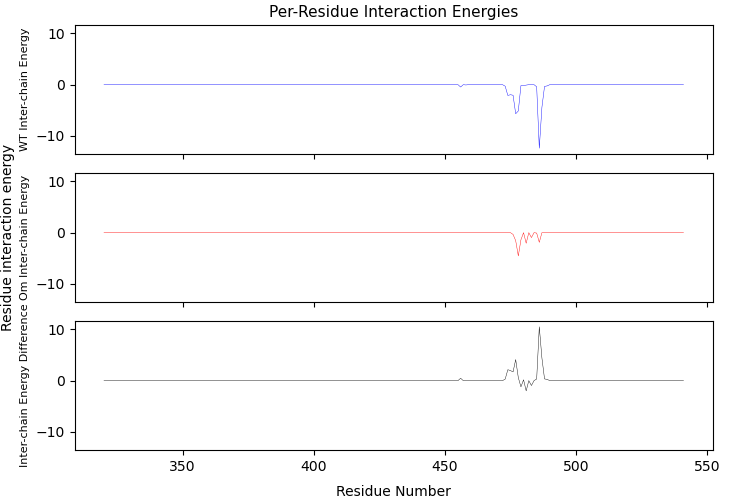 Per-Residue Interaction Energies
Residue interaction energy
WT Inter-chain Energy
10
0
−10
Om Inter-chain Energy
10
0
−10
Inter-chain Energy Difference
10
0
−10
350
400
450
500
550
Residue Number